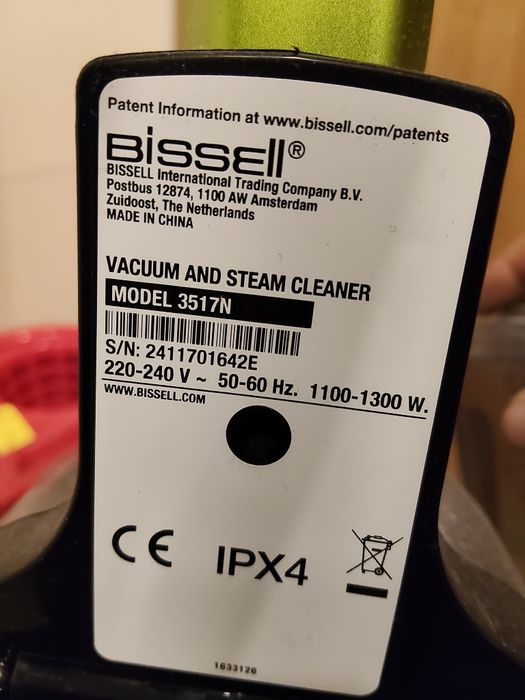 Patent Information at www.bissell.com/patents
BISSELL®
BISSELL International Trading Company B.V.
Postbus 12874, 1100 AW Amsterdam
Zuidoost, The Netherlands
MADE IN CHINA
VACUUM AND STEAM CLEANER
MODEL 3517N
S/N: 2411701642E
220-240 V ~ 50-60 Hz. 1100-1300 W.
WWW.BISSELL.COM
CE IPX4
1633126